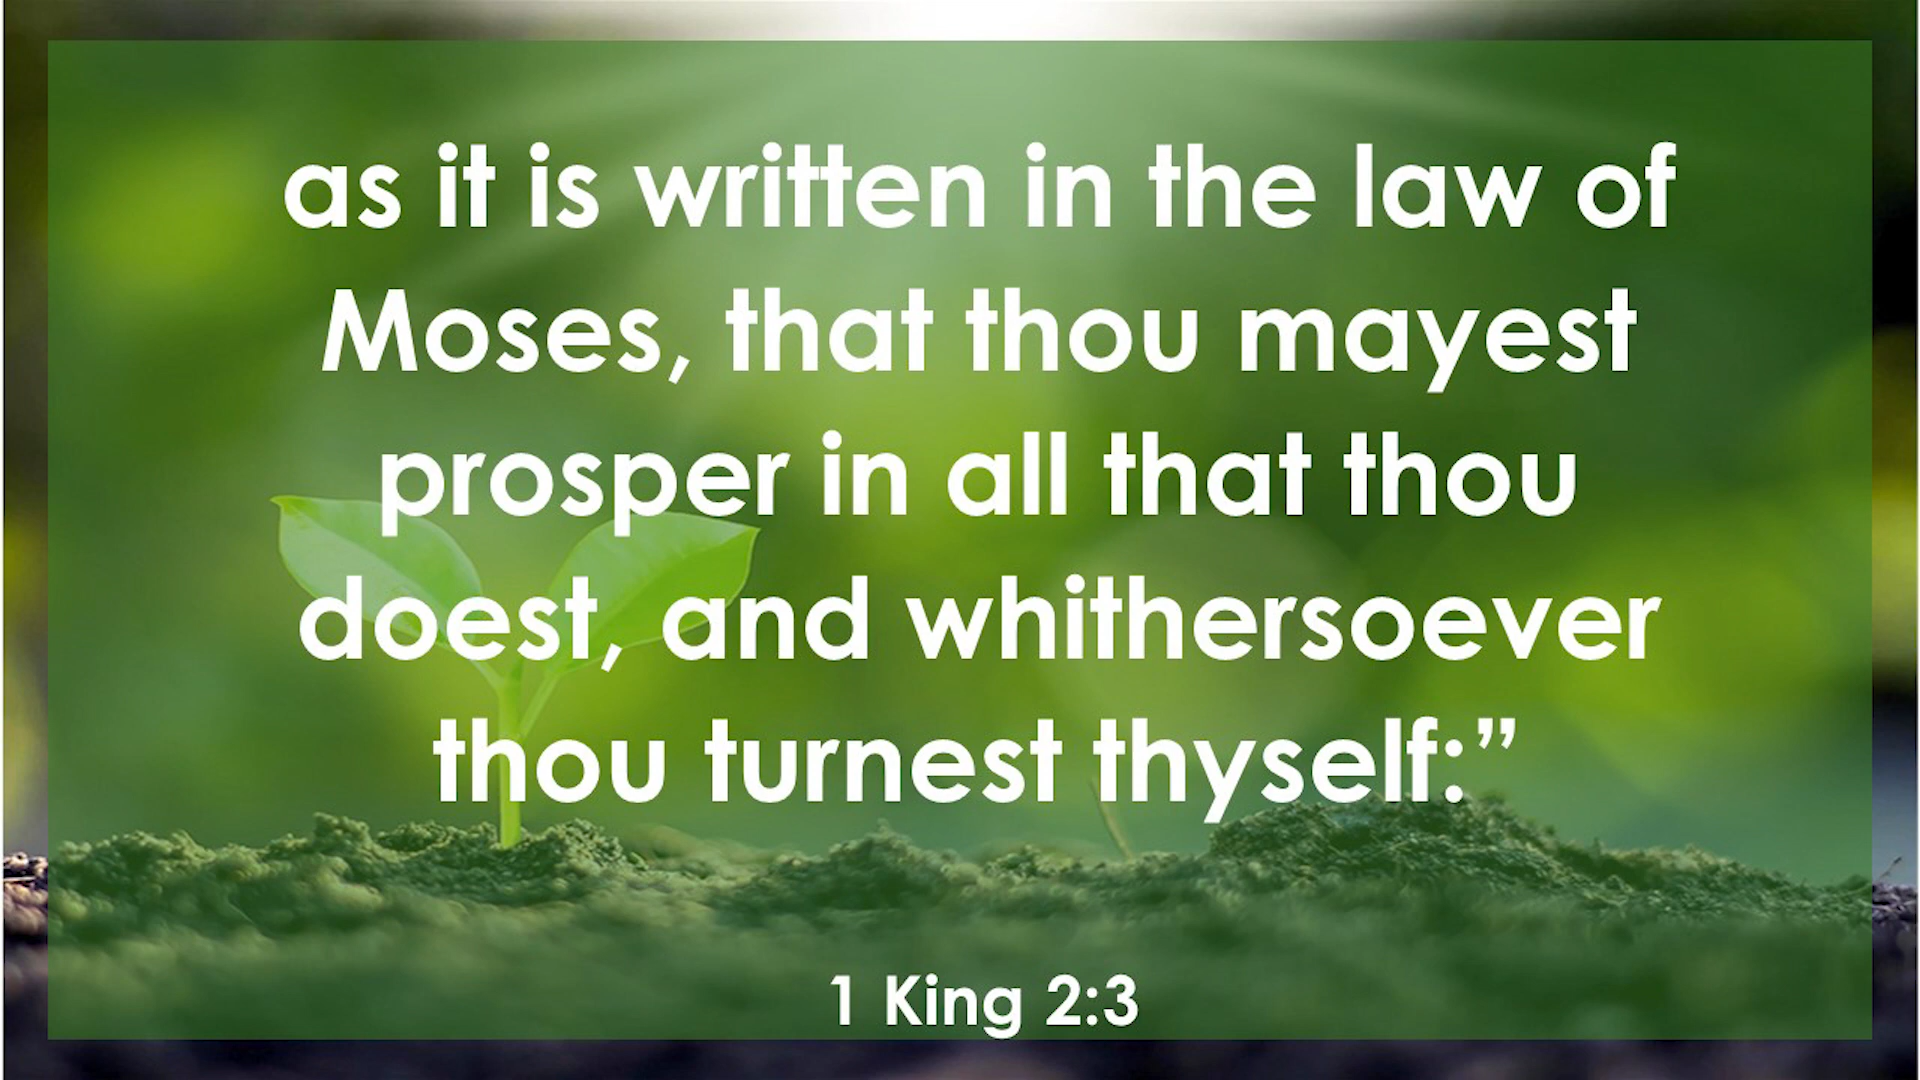 as it is written in the law of
Moses, that thou mayest
prosper in all that thou
doest, and whithersoever
thou turnest thyself:”
1 King 2:3